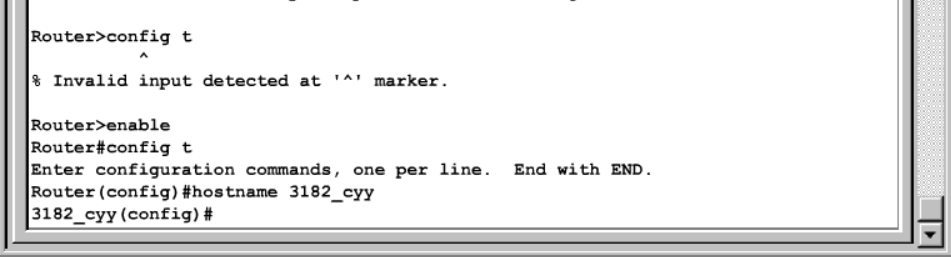 Router>config t
^
% Invalid input detected at '^' marker.
Router>enable
Router#config t
Enter configuration commands, one per line.  End with END.
Router(config)#hostname 3182_cyy
3182_cyy(config)#